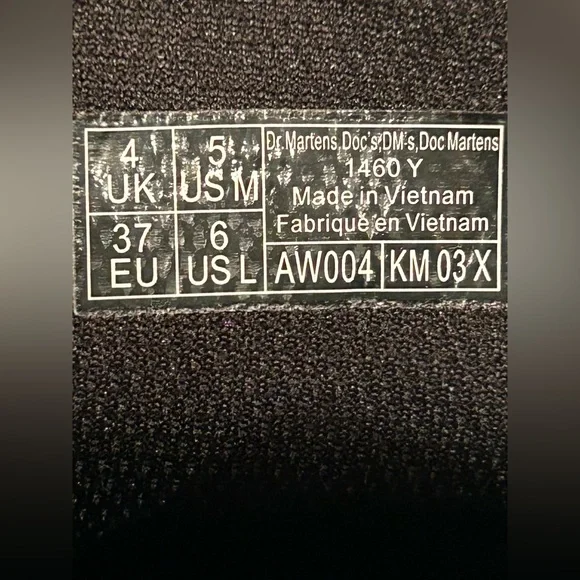 4 UK
5 US M
37 EU
6 US L
Dr.Martens,Doc's,DM's,Doc Martens
1460 Y
Made in Vietnam
Fabriqué en Vietnam
AW004
KM 03 X